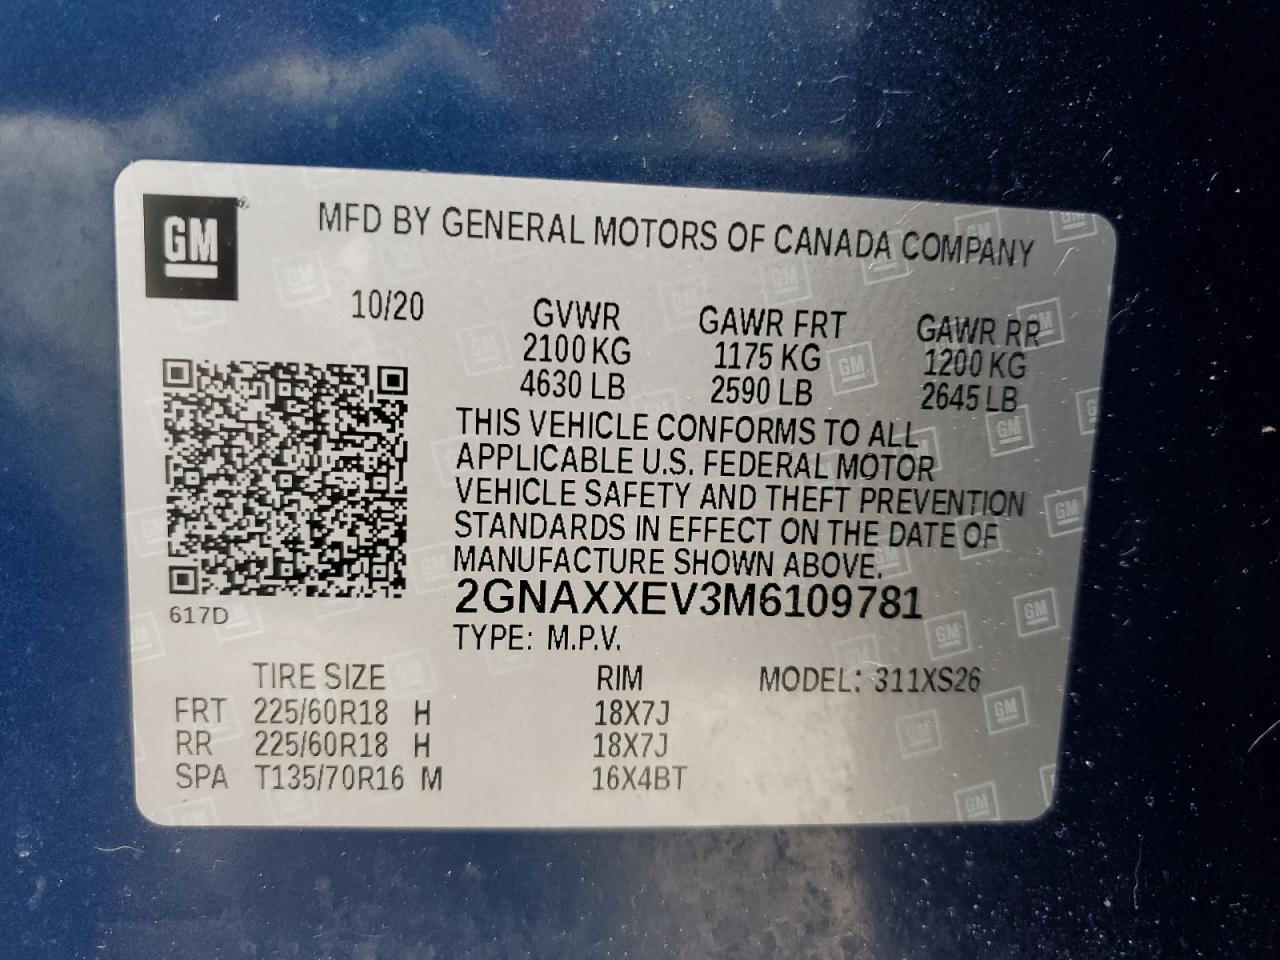 GM
MFD BY GENERAL MOTORS OF CANADA COMPANY
10/20
GVWR GAWR FRT GAWR RR
2100 KG 1175 KG 1200 KG
4630 LB 2590 LB 2645 LB
THIS VEHICLE CONFORMS TO ALL
APPLICABLE U.S. FEDERAL MOTOR
VEHICLE SAFETY AND THEFT PREVENTION
STANDARDS IN EFFECT ON THE DATE OF
MANUFACTURE SHOWN ABOVE.
2GNAXXEV3M6109781
617D
TYPE: M.P.V.
TIRE SIZE RIM MODEL: 311XS26
FRT 225/60R18 H 18X7J
RR 225/60R18 H 18X7J
SPA T135/70R16 M 16X4BT